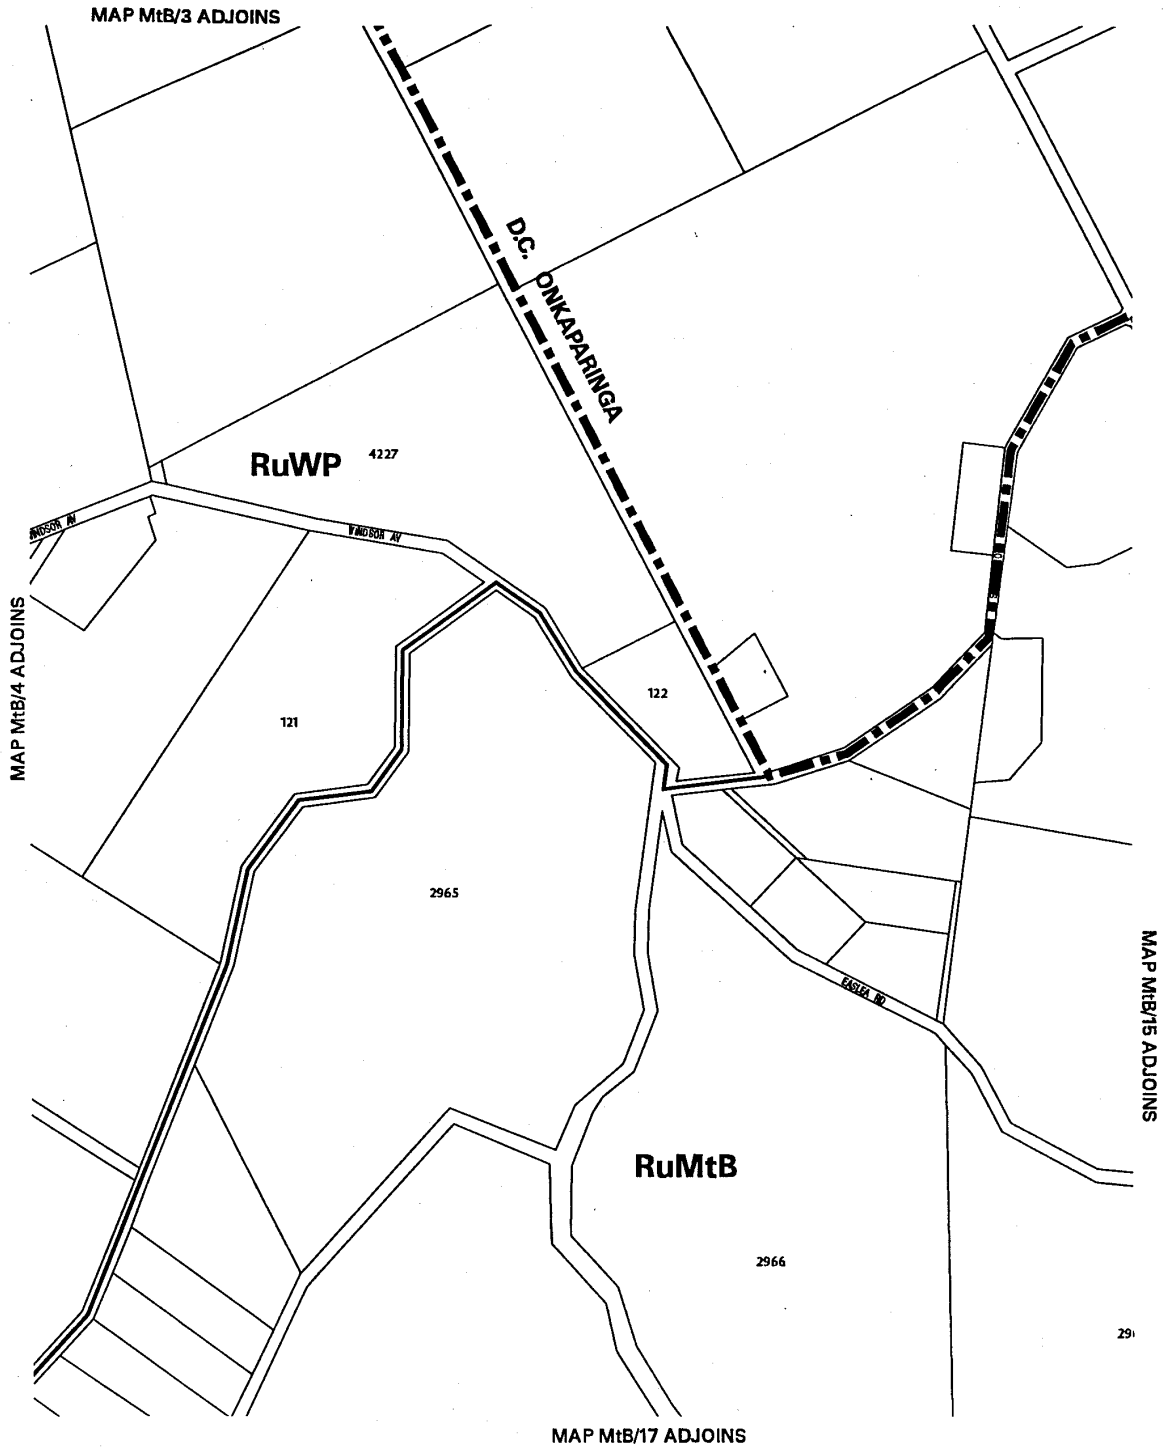 MAP MtB/3 ADJOINS
D.C. ONKAPARINGA
RuWP
4227
WINDSOR AV
WINDSOR AV
MAP MtB/4 ADJOINS
122
121
2965
EASLEA RD
MAP MtB/15 ADJOINS
RuMtB
2966
MAP MtB/17 ADJOINS